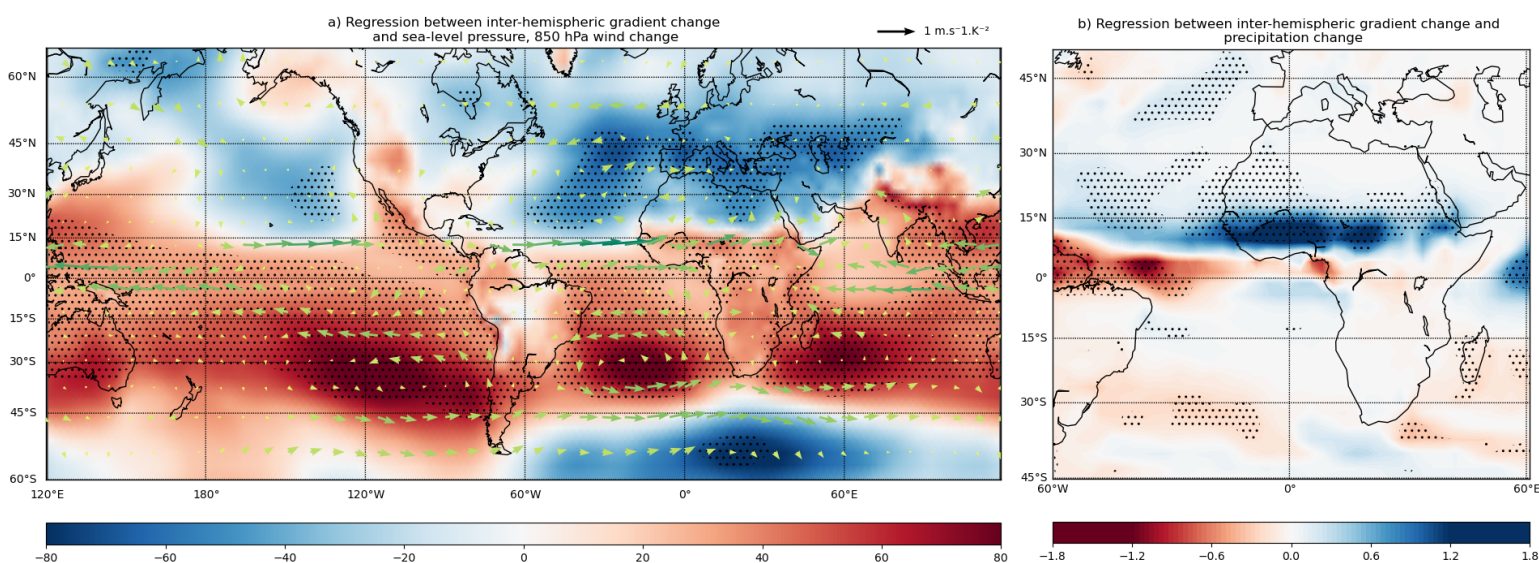 a) Regression between inter-hemispheric gradient change
and sea-level pressure, 850 hPa wind change
1 m.s⁻1.K⁻²
60°N
45°N
30°N
15°N
0°
15°S
30°S
45°S
60°S
120°E
180°
120°W
60°W
0°
60°E
−80
−60
−40
−20
0
20
40
60
80
b) Regression between inter-hemispheric gradient change and
precipitation change
45°N
30°N
15°N
0°
15°S
30°S
45°S
60°W
0°
60°E
−1.8
−1.2
−0.6
0.0
0.6
1.2
1.8